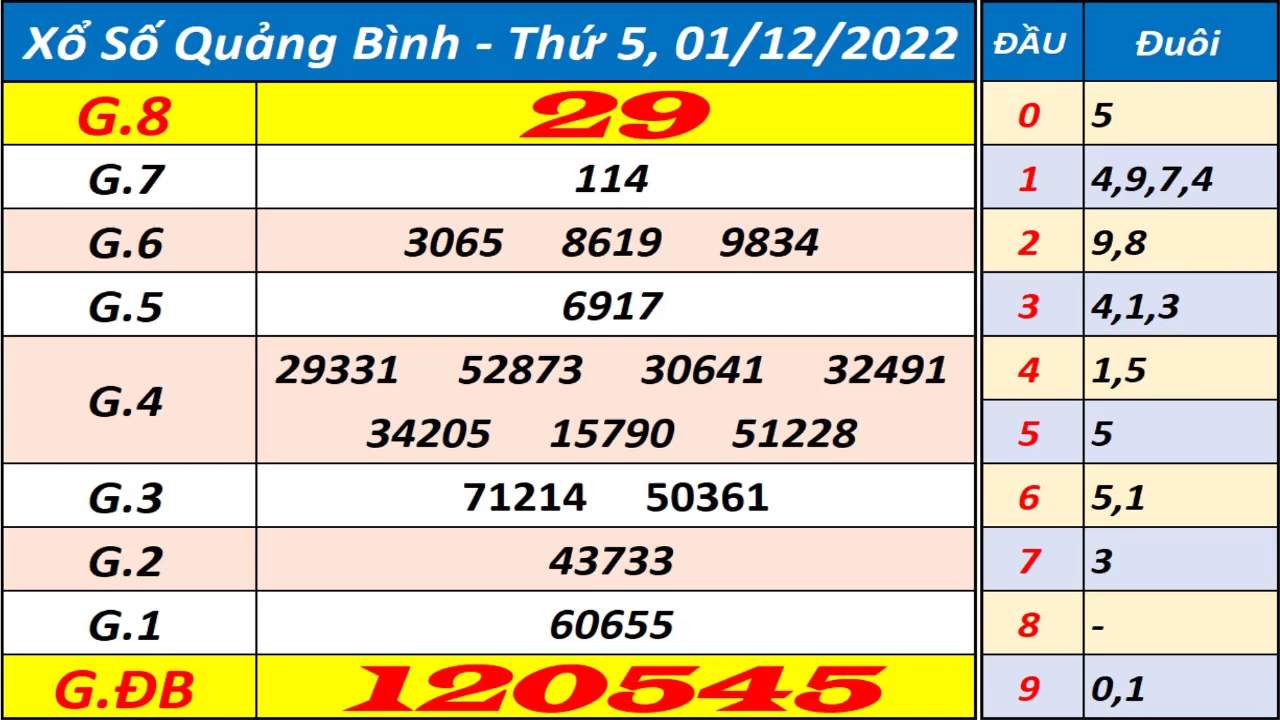 Xổ Số Quảng Bình - Thứ 5, 01/12/2022
G.8 29
G.7 114
G.6 3065 8619 9834
G.5 6917
G.4 29331 52873 30641 32491
34205 15790 51228
G.3 71214 50361
G.2 43733
G.1 60655
G.ĐB 120545
ĐẦU Đuôi
0 5
1 4,9,7,4
2 9,8
3 4,1,3
4 1,5
5 5
6 5,1
7 3
8 -
9 0,1